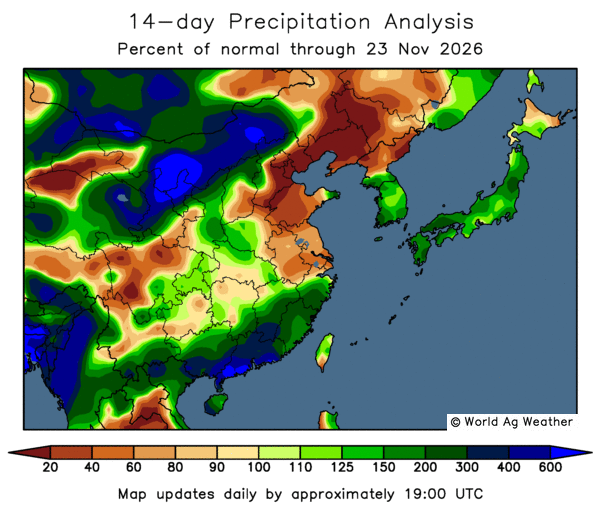 14-day Precipitation Analysis
Percent of normal through 23 Nov 2026
© World Ag Weather
20 40 60 80 90 100 110 125 150 200 300 400 600
Map updates daily by approximately 19:00 UTC